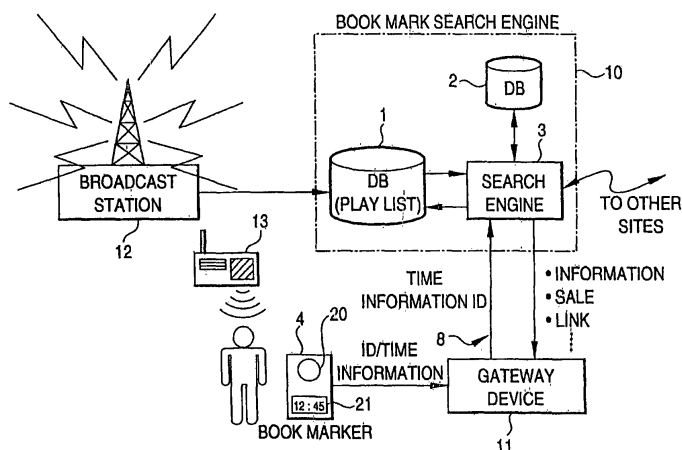 BOOK MARK SEARCH ENGINE
10
2
DB
1
3
DB
(PLAY LIST)
SEARCH
ENGINE
TO OTHER
SITES
BROADCAST
STATION
12
13
TIME
INFORMATION ID
• INFORMATION
• SALE
• LINK
8
4
20
ID/TIME
INFORMATION
12:45
21
BOOK MARKER
GATEWAY
DEVICE
11